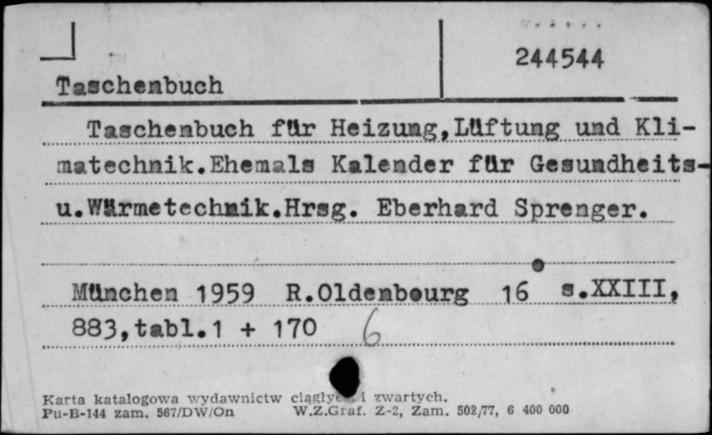 244544
Taschenbuch
Taschenbuch für Heizung,Lüftung und Kli-
matechnik.Ehemals Kalender für Gesundheits-
u.Wärmetechnik.Hrsg. Eberhard Sprenger.
München 1959 R.Oldenbourg 16° s.XXIII,
883,tabl.1 + 170 6
Karta katalogowa wydawnictw i zwartych.
Pu-B-144 zam. 567/DW/On W.Z.Graf. Z-2, Zam. 502/77, 6 400 000